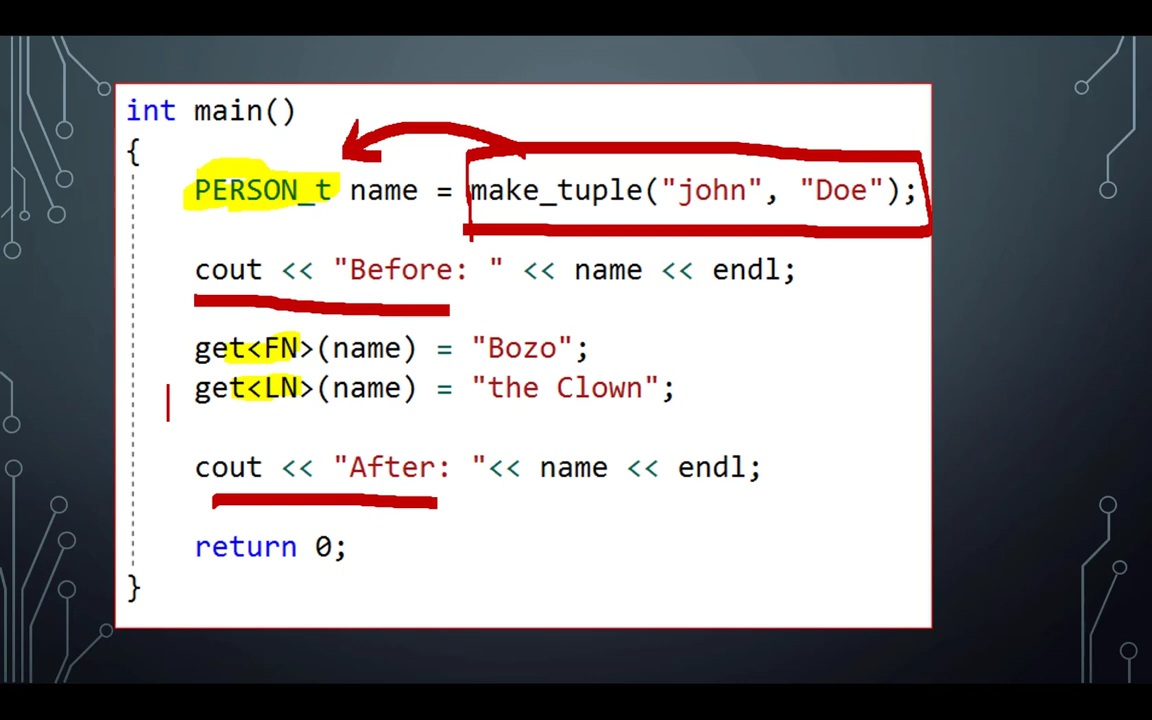 int main()
{
PERSON_t name = make_tuple("john", "Doe");
cout << "Before: " << name << endl;
get<FN>(name) = "Bozo";
get<LN>(name) = "the Clown";
cout << "After: "<< name << endl;
return 0;
}